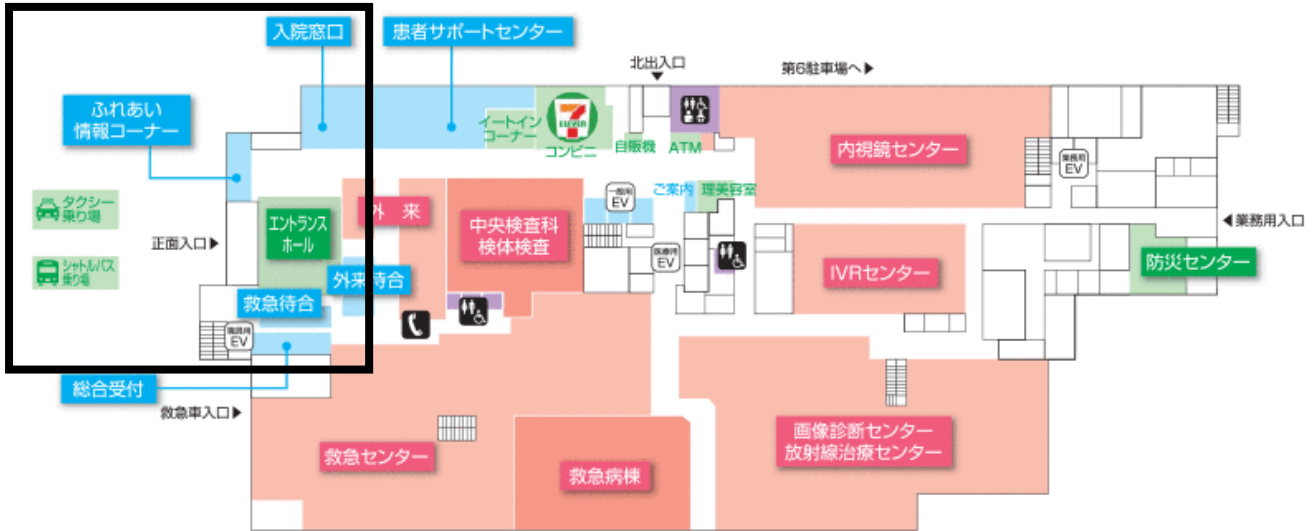 入院窓口
患者サポートセンター
北出入口
第6駐車場へ▶
ふれあい
情報コーナー
イートイン
コーナー
ELEVEN
コンビニ
自販機
ATM
内視鏡センター
業務用
EV
タクシー
乗り場
正面入口▶
エントランス
ホール
外 来
中央検査科
検体検査
一般用
EV
ご案内
理美容室
◀業務用入口
シャトルバス
乗り場
外来待合
医療用
EV
IVRセンター
防災センター
救急待合
職員用
EV
総合受付
救急車入口▶
救急センター
救急病棟
画像診断センター
放射線治療センター